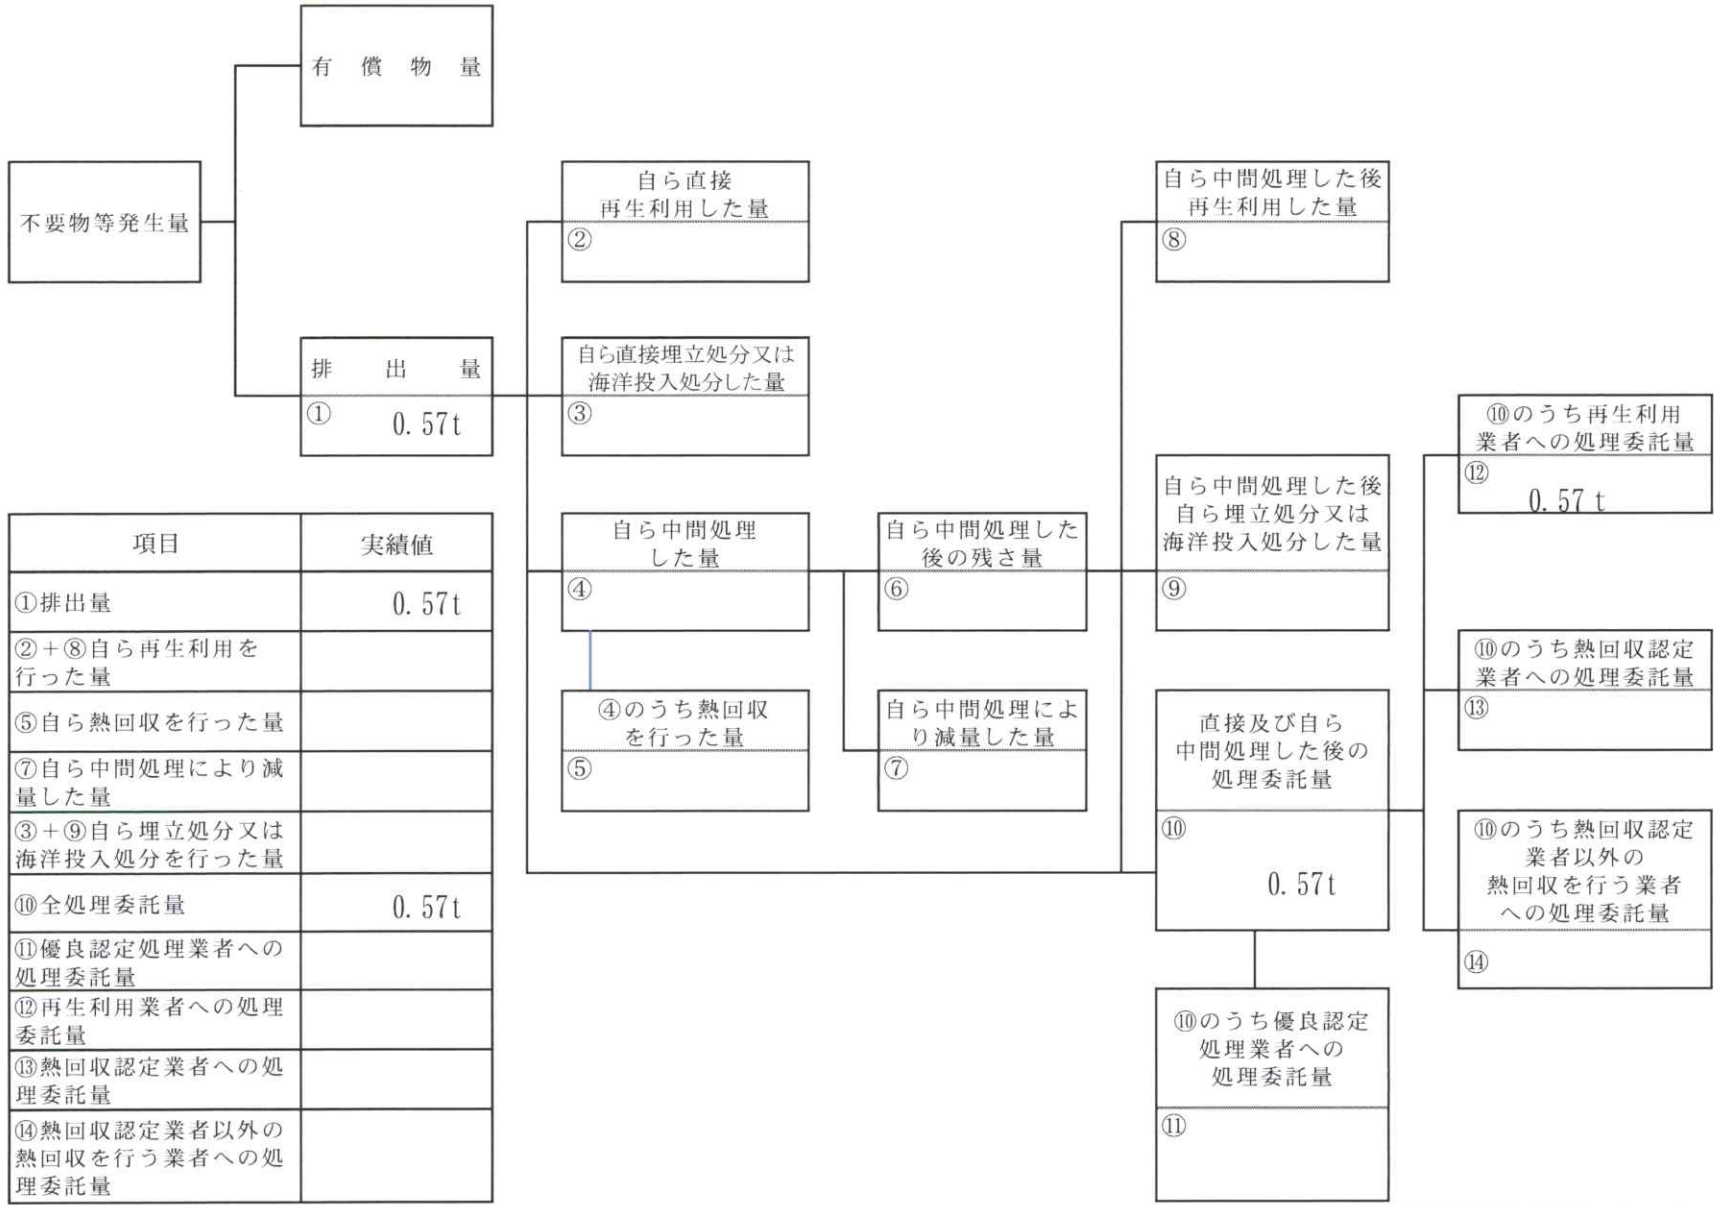 有償物量
不要物等発生量
排出量
① 0.57t
自ら直接
再生利用した量
②
自ら直接埋立処分又は
海洋投入処分した量
③
自ら中間処理
した量
④
④のうち熱回収
を行った量
⑤
自ら中間処理した
後の残さ量
⑥
自ら中間処理によ
り減量した量
⑦
自ら中間処理した後
再生利用した量
⑧
自ら中間処理した後
自ら埋立処分又は
海洋投入処分した量
⑨
直接及び自ら
中間処理した後の
処理委託量
⑩
0.57t
⑩のうち優良認定
処理業者への
処理委託量
⑪
⑩のうち再生利用
業者への処理委託量
⑫
0.57t
⑩のうち熱回収認定
業者への処理委託量
⑬
⑩のうち熱回収認定
業者以外の
熱回収を行う業者
への処理委託量
⑭
項目 実績値
①排出量 0.57t
②+⑧自ら再生利用を
行った量
⑤自ら熱回収を行った量
⑦自ら中間処理により減
量した量
③+⑨自ら埋立処分又は
海洋投入処分を行った量
⑩全処理委託量 0.57t
⑪優良認定処理業者への
処理委託量
⑫再生利用業者への処理
委託量
⑬熱回収認定業者への処
理委託量
⑭熱回収認定業者以外の
熱回収を行う業者への処
理委託量